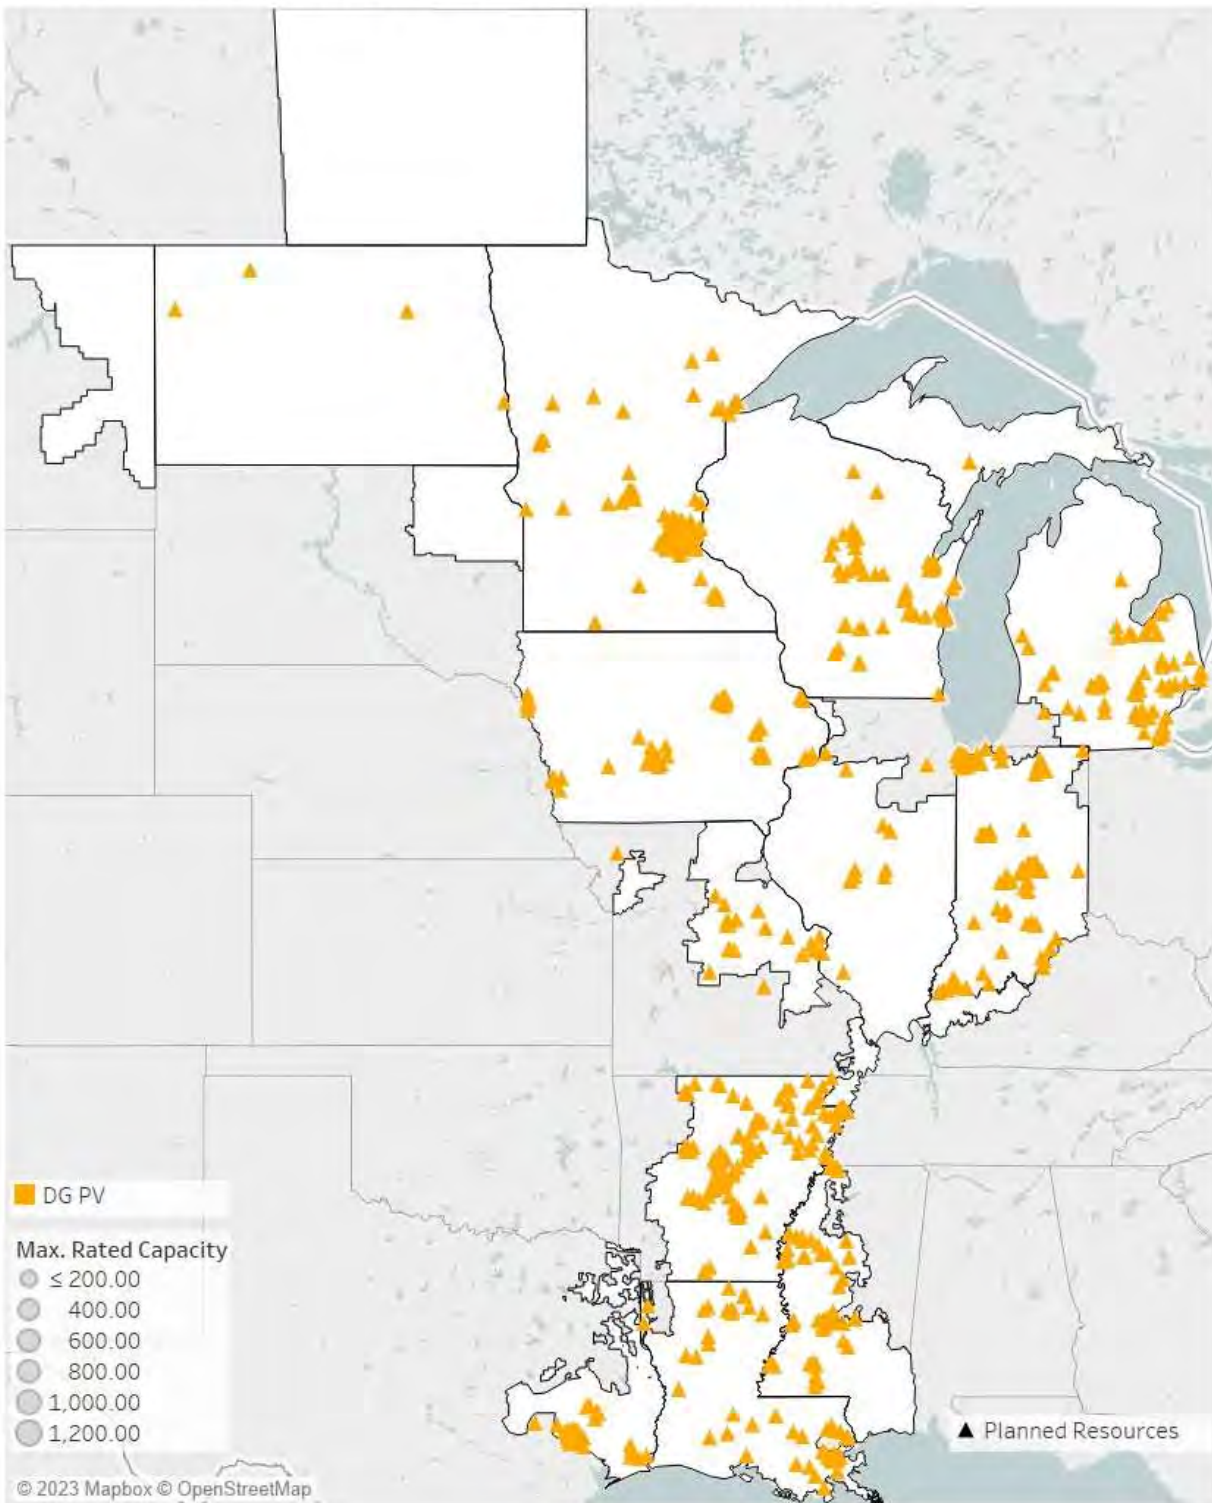 DG PV
Max. Rated Capacity
≤ 200.00
400.00
600.00
800.00
1,000.00
1,200.00
Planned Resources
© 2023 Mapbox © OpenStreetMap